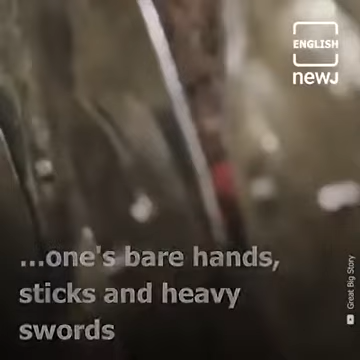 ENGLISH
newJ
...one's bare hands,
sticks and heavy
swords
Great Big Story